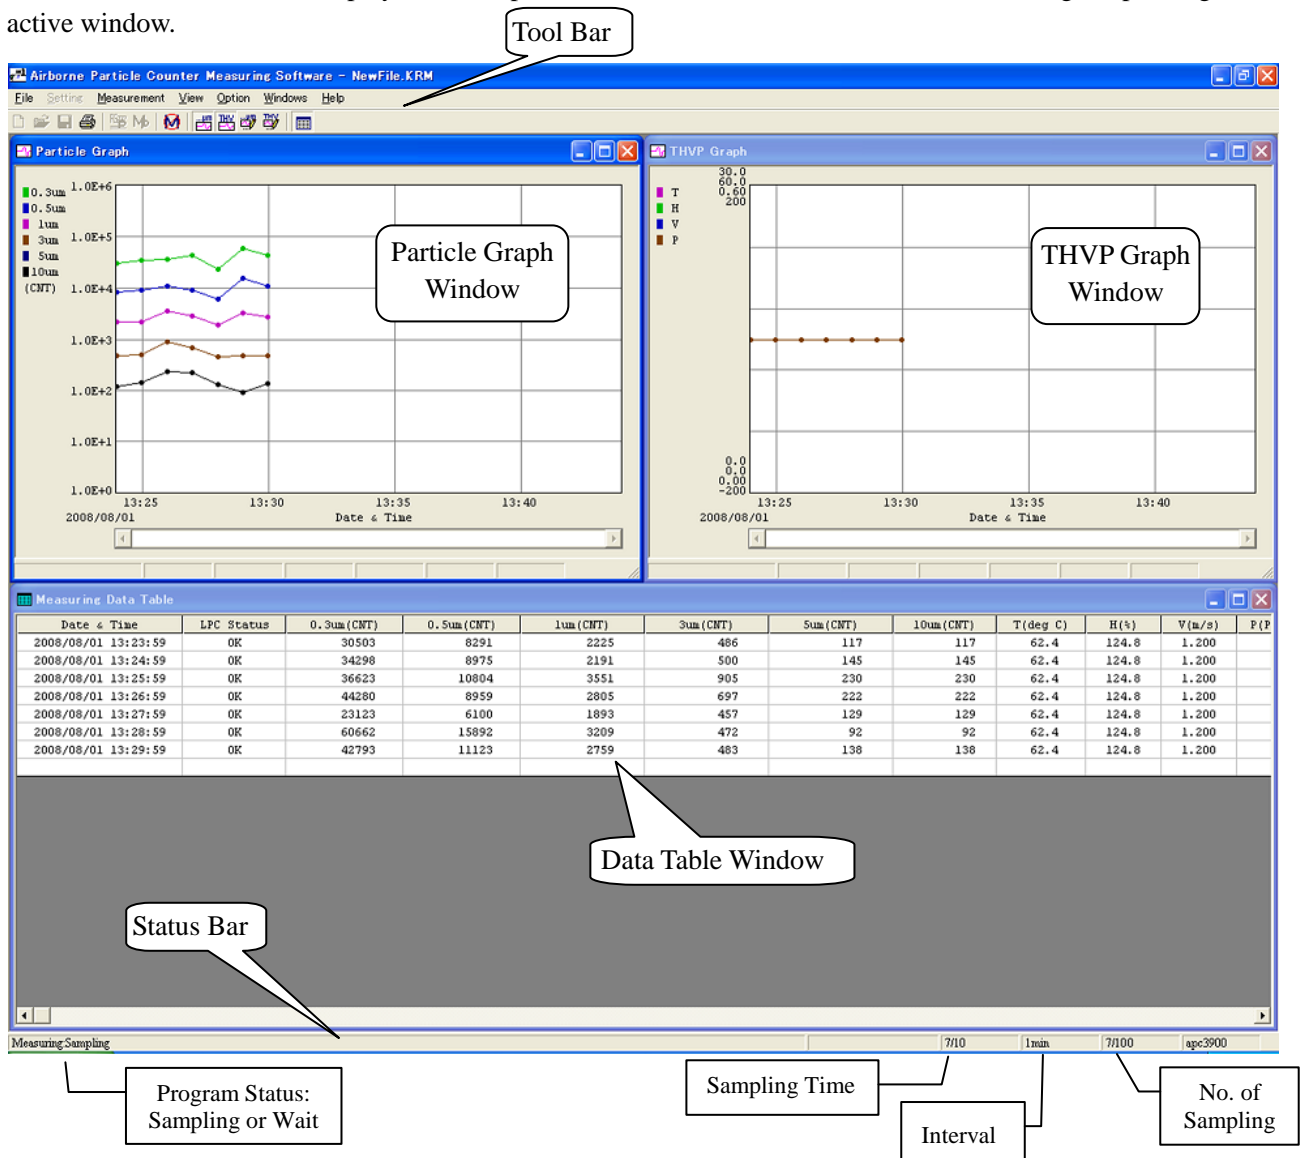 active window.
Tool Bar
Airborne Particle Counter Measuring Software - NewFile.KRM
File Setting Measurement View Option Windows Help
Particle Graph
0.3um
0.5um
1um
3um
5um
10um
(CNT)
1.0E+6
1.0E+5
1.0E+4
1.0E+3
1.0E+2
1.0E+1
1.0E+0
13:25 13:30 13:35 13:40
2008/08/01 Date & Time
Particle Graph
Window
THVP Graph
T
H
V
P
30.0
60.0
0.60
200
0.0
0.0
0.00
-200
13:25 13:30 13:35 13:40
2008/08/01 Date & Time
THVP Graph
Window
Measuring Data Table
Date & Time LPC Status 0.3um(CNT) 0.5um(CNT) 1um(CNT) 3um(CNT) 5um(CNT) 10um(CNT) T(deg C) H(%) V(m/s) P(P
2008/08/01 13:23:59 OK 30503 8291 2225 486 117 117 62.4 124.8 1.200
2008/08/01 13:24:59 OK 34298 8975 2191 500 145 145 62.4 124.8 1.200
2008/08/01 13:25:59 OK 36623 10804 3551 905 230 230 62.4 124.8 1.200
2008/08/01 13:26:59 OK 44280 8959 2805 697 222 222 62.4 124.8 1.200
2008/08/01 13:27:59 OK 23123 6100 1893 457 129 129 62.4 124.8 1.200
2008/08/01 13:28:59 OK 60662 15892 3209 472 92 92 62.4 124.8 1.200
2008/08/01 13:29:59 OK 42793 11123 2759 483 138 138 62.4 124.8 1.200
Data Table Window
Status Bar
Measuring:Sampling 7/10 1min 7/100 apc3900
Program Status:
Sampling or Wait
Sampling Time
Interval
No. of
Sampling